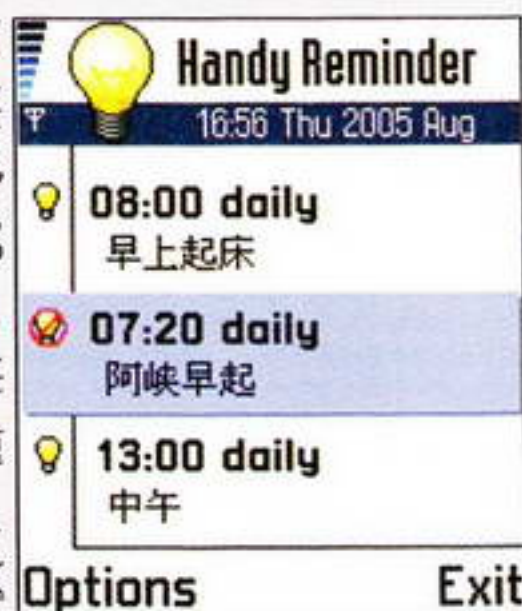 Handy Reminder
16:56 Thu 2005 Aug
08:00 daily
早上起床
07:20 daily
阿峡早起
13:00 daily
中午
Options Exit